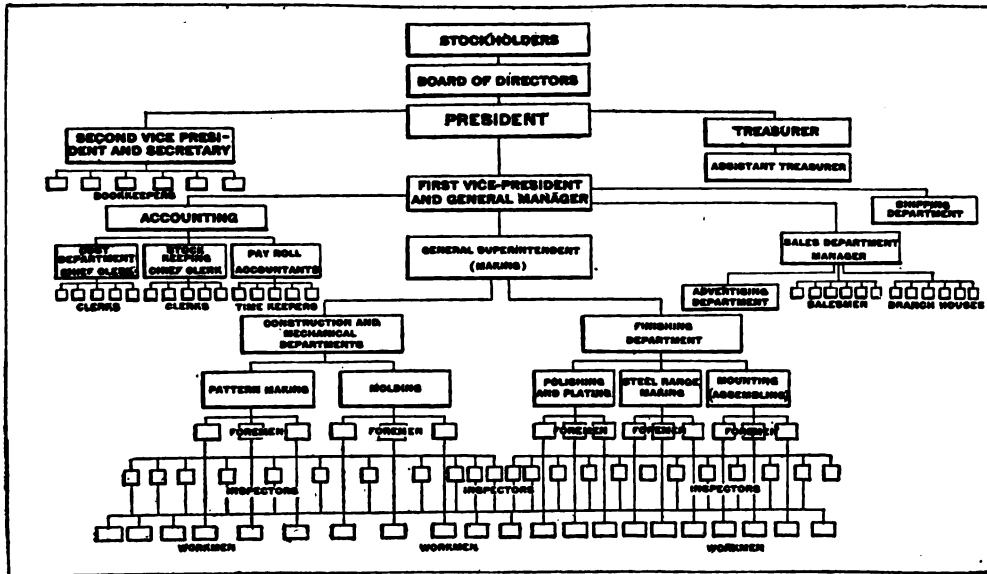 STOCKHOLDERS
BOARD OF DIRECTORS
PRESIDENT
SECOND VICE PRESI-
DENT AND SECRETARY
TREASURER
ASSISTANT TREASURER
BOOKKEEPERS
FIRST VICE-PRESIDENT
AND GENERAL MANAGER
SHIPPING
DEPARTMENT
ACCOUNTING
COST
DEPARTMENT
CHIEF CLERK
STOCK
KEEPING
CHIEF CLERK
PAY ROLL
ACCOUNTANTS
GENERAL SUPERINTENDENT
(MAKING)
SALES DEPARTMENT
MANAGER
CLERKS
CLERKS
TIME KEEPERS
ADVERTISING
DEPARTMENT
SALESMEN
BRANCH HOUSES
CONSTRUCTION AND
MECHANICAL
DEPARTMENTS
FINISHING
DEPARTMENT
PATTERN MAKING
MOLDING
POLISHING
AND PLATING
STEEL RANGE
MAKING
MOUNTING
(ASSEMBLING)
FOREMEN
FOREMEN
FOREMEN
FOREMEN
FOREMEN
INSPECTORS
INSPECTORS
INSPECTORS
WORKMEN
WORKMEN
WORKMEN